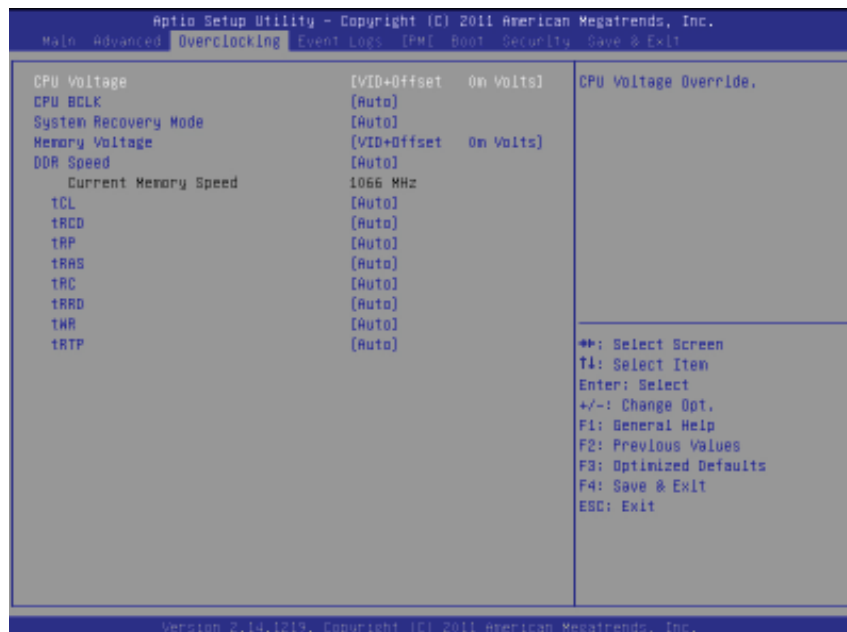 Aptio Setup Utility - Copyright (C) 2011 American Megatrends, Inc.
Main Advanced Overclocking Event Logs IPMI Boot Security Save & Exit
CPU Voltage [VID+Offset 0m Volts]
CPU Voltage Override.
CPU BCLK [Auto]
System Recovery Mode [Auto]
Memory Voltage [VID+Offset 0m Volts]
DDR Speed [Auto]
Current Memory Speed 1066 MHz
tCL [Auto]
tRCD [Auto]
tRP [Auto]
tRAS [Auto]
tRC [Auto]
tRRD [Auto]
tWR [Auto]
tRTP [Auto]
→←: Select Screen
↑↓: Select Item
Enter: Select
+/-: Change Opt.
F1: General Help
F2: Previous Values
F3: Optimized Defaults
F4: Save & Exit
ESC: Exit
Version 2.14.1219. Copyright (C) 2011 American Megatrends, Inc.